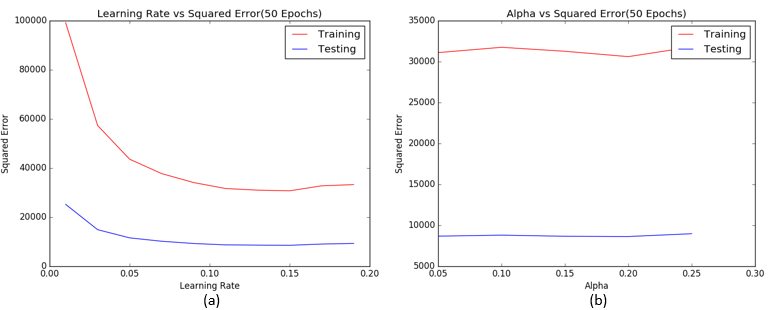 Learning Rate vs Squared Error(50 Epochs)
100000
80000
60000
40000
20000
0
Squared Error
Training
Testing
0.00
0.05
0.10
0.15
0.20
Learning Rate
(a)
Alpha vs Squared Error(50 Epochs)
35000
30000
25000
20000
15000
10000
5000
Squared Error
Training
Testing
0.05
0.10
0.15
0.20
0.25
0.30
Alpha
(b)